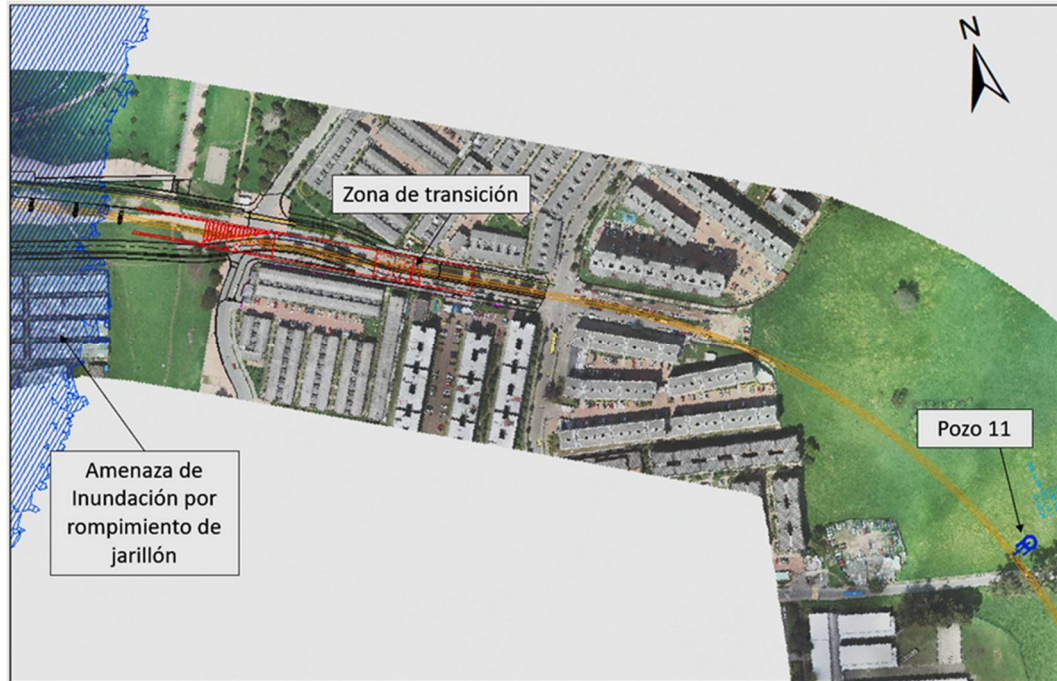 N
Zona de transición
Pozo 11
Amenaza de
Inundación por
rompimiento de
jarillón